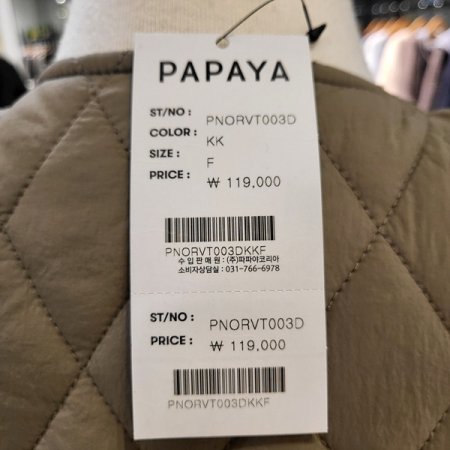 PAPAYA
ST/NO : PNORVT003D
COLOR : KK
SIZE : F
PRICE : ₩ 119,000
PNORVT003DKKF
수 입 판 매 원 : (주)파파야코리아
소비자상담실 : 031-766-6978
ST/NO : PNORVT003D
PRICE : ₩ 119,000
PNORVT003DKKF